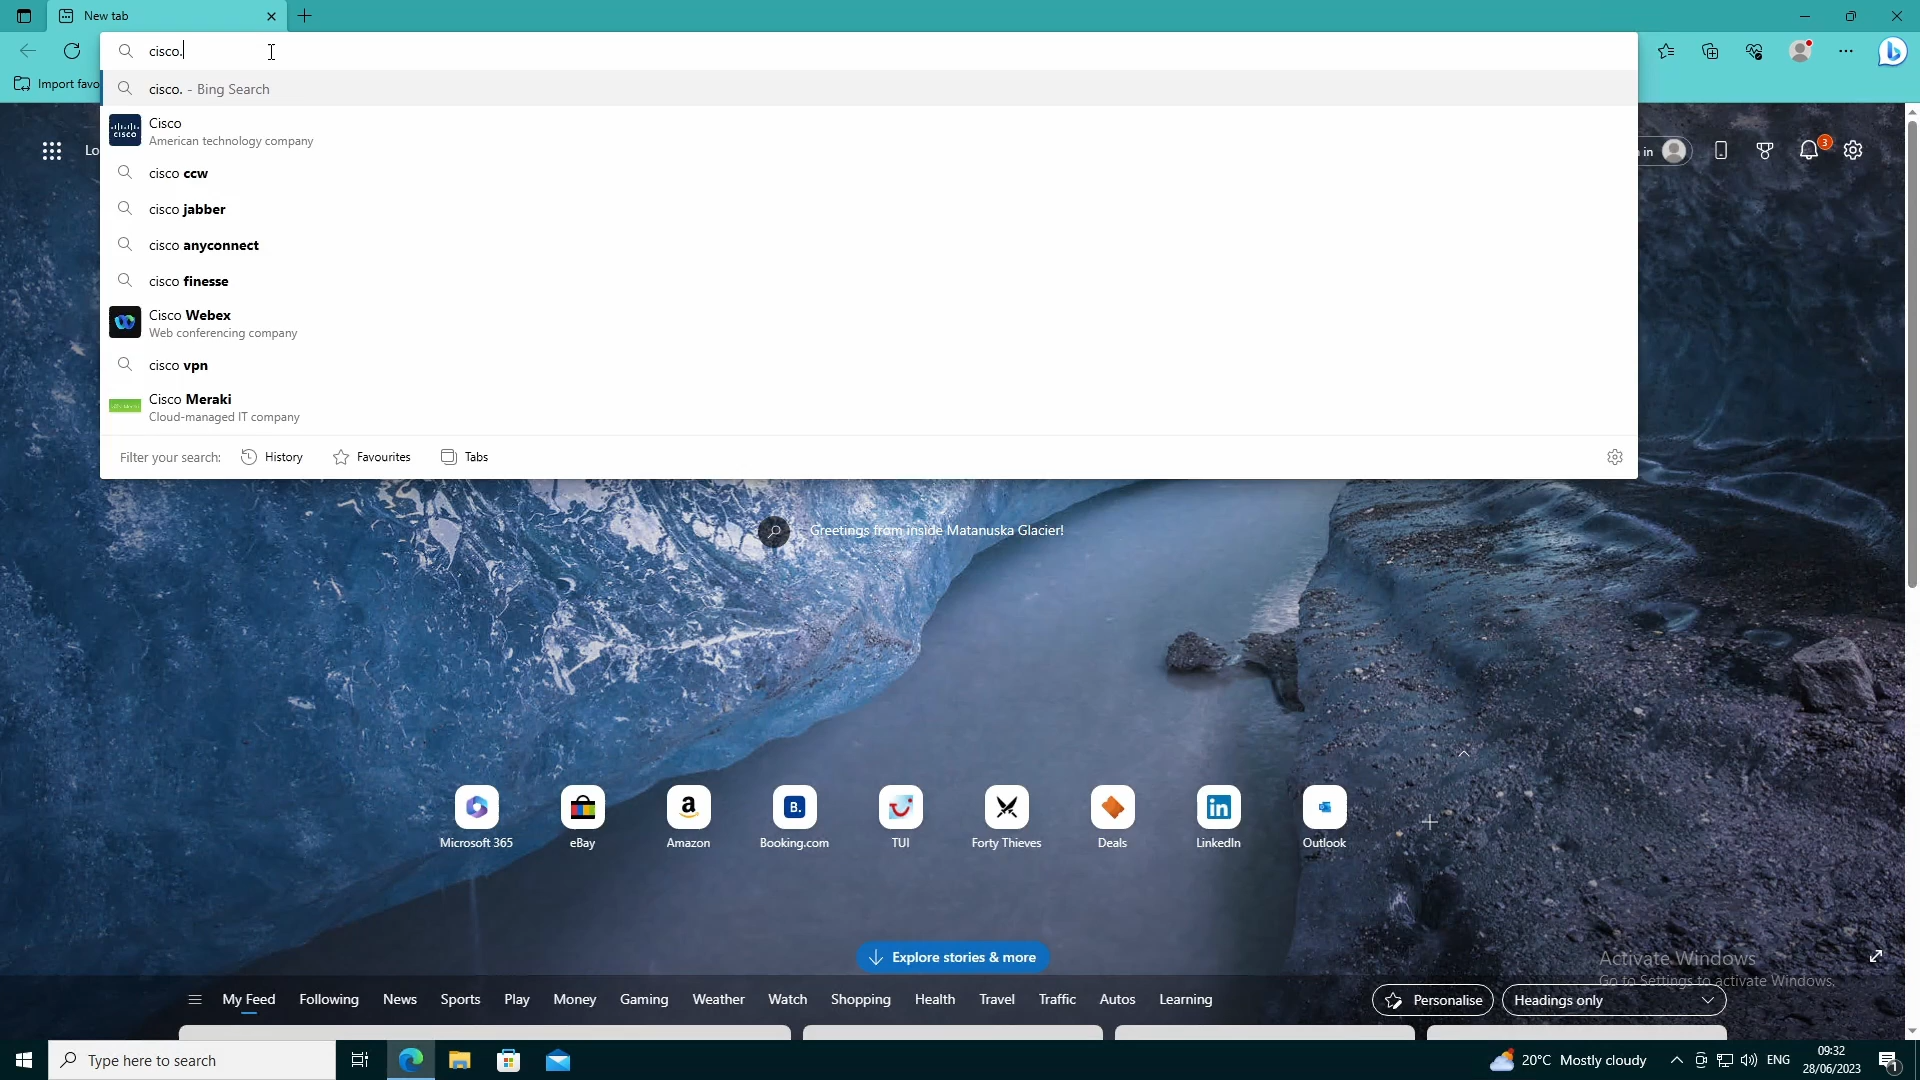 New tab
cisco.
Import favo
cisco. - Bing Search
Cisco
American technology company
cisco ccw
cisco jabber
cisco anyconnect
cisco finesse
Cisco Webex
Web conferencing company
cisco vpn
Cisco Meraki
Cloud-managed IT company
Filter your search: History Favourites Tabs
Lo
in
3
Greetings from inside Matanuska Glacier!
Microsoft 365 eBay Amazon Booking.com TUI Forty Thieves Deals LinkedIn Outlook
Explore stories & more
Activate Windows
Go to Settings to activate Windows.
My Feed Following News Sports Play Money Gaming Weather Watch Shopping Health Travel Traffic Autos Learning Personalise Headings only
Type here to search
20°C Mostly cloudy
ENG
09:32
28/06/2023
1